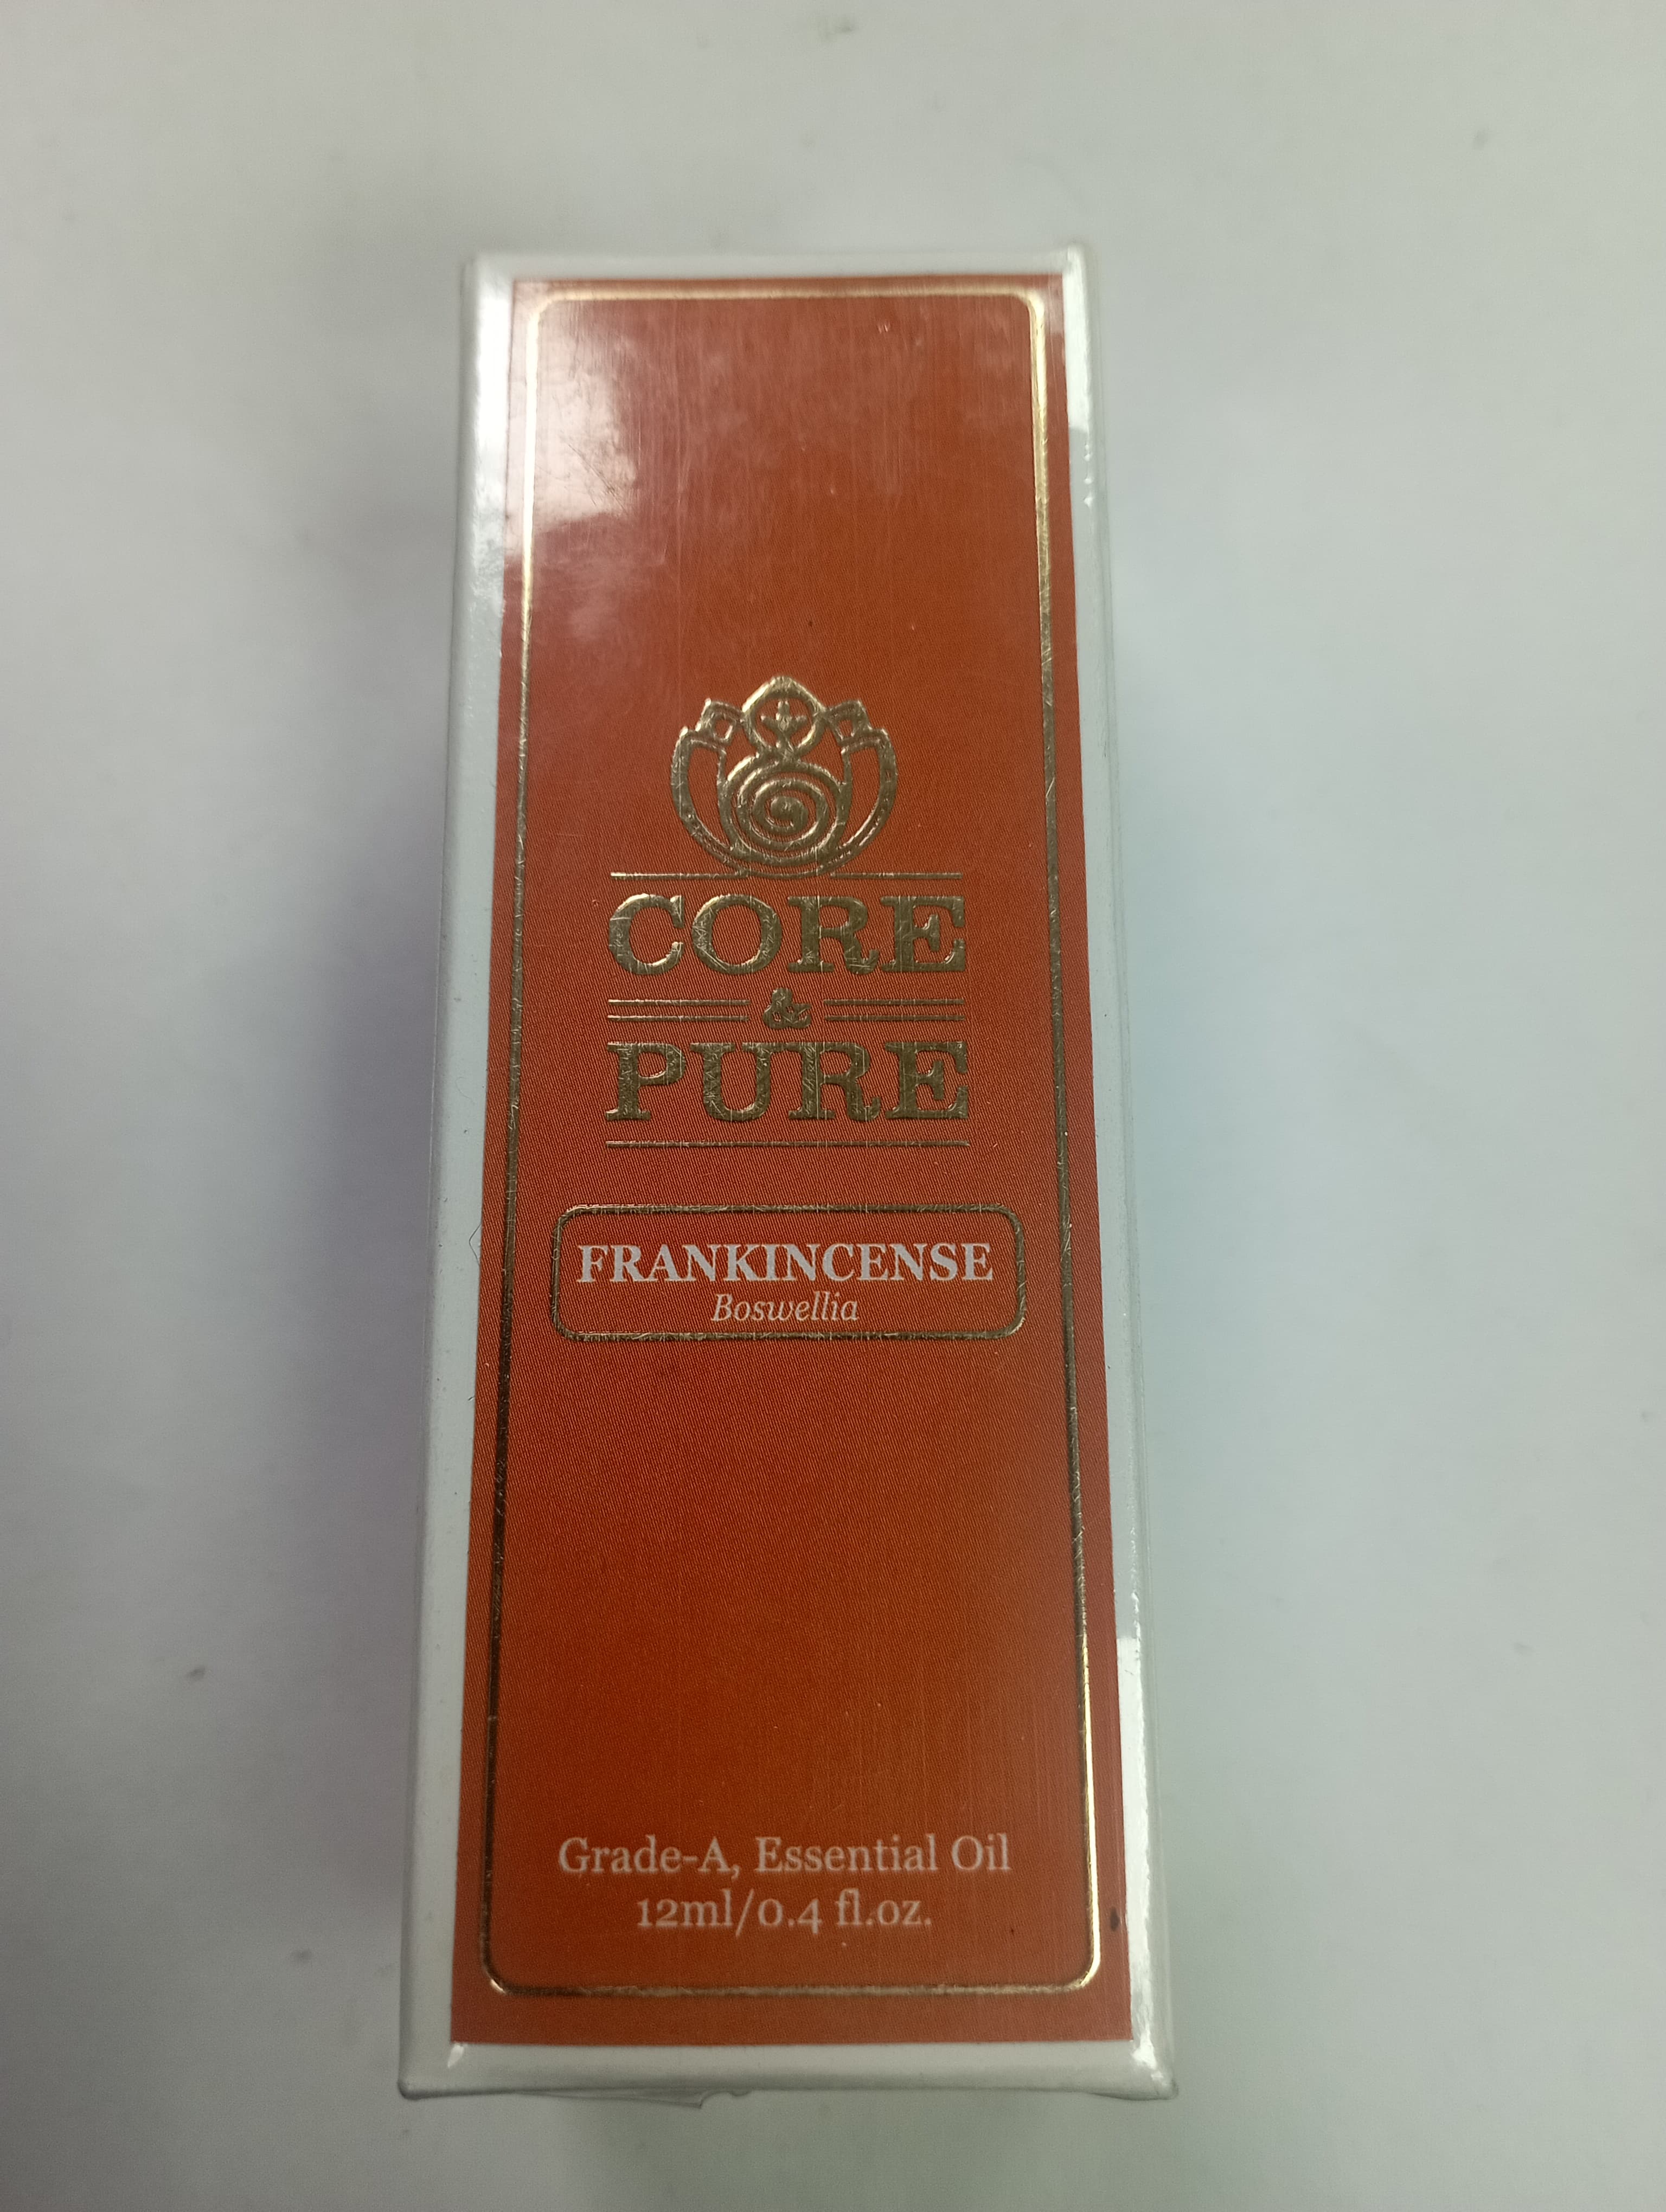 CORE
&
PURE
FRANKINCENSE
Boswellia
Grade-A, Essential Oil
12ml/0.4 fl.oz.